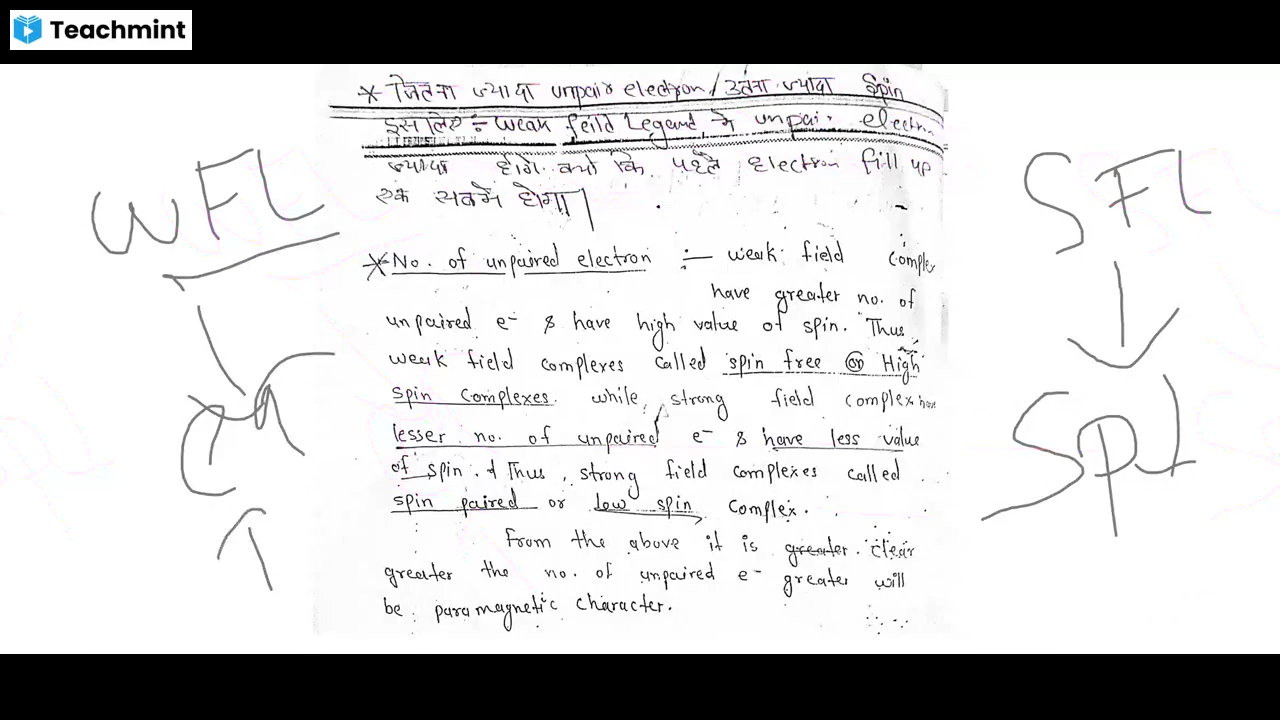 Teachmint
* जितना ज्यादा unpair electron / उतना ज्यादा Spin
इसलिए :- weak feild Legand में unpair electron
ज्यादा होगे क्यों कि पहले electron fill up
एक सबमें होगा।
WFL
SFL
* No. of unpaired electron :- weak field complex
have greater no. of
unpaired e- & have high value of spin. Thus
weak field complexes called spin free or High
spin complexes. while, strong field complex have
lesser no. of unpaired e- & have less value
of spin. & Thus, strong field complexes called
spin paired or low spin complex.
From the above it is greater. clear
greater the no. of unpaired e- greater will
be paramagnetic character.